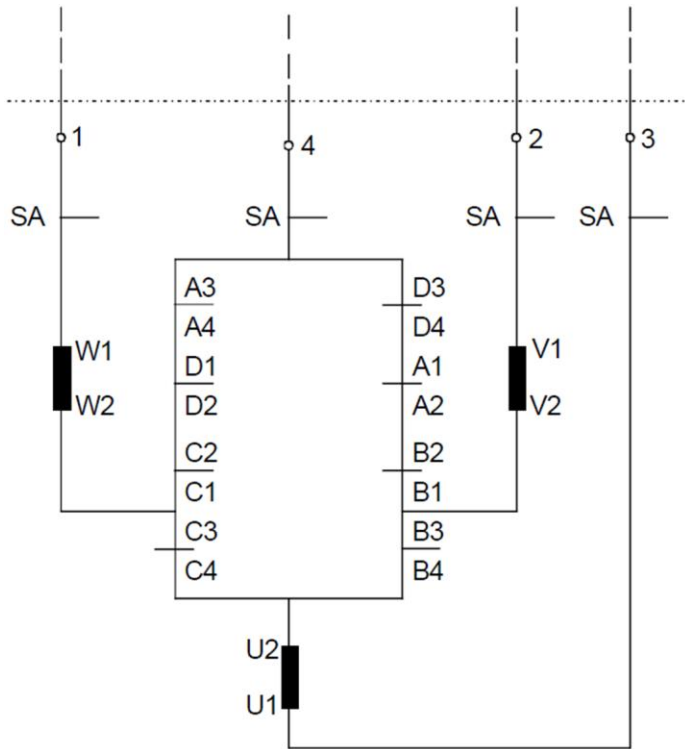 1 4 2 3
SA SA SA SA
A3 D3
A4 D4
W1 D1 A1 V1
W2 D2 A2 V2
C2 B2
C1 B1
C3 B3
C4 B4
U2
U1